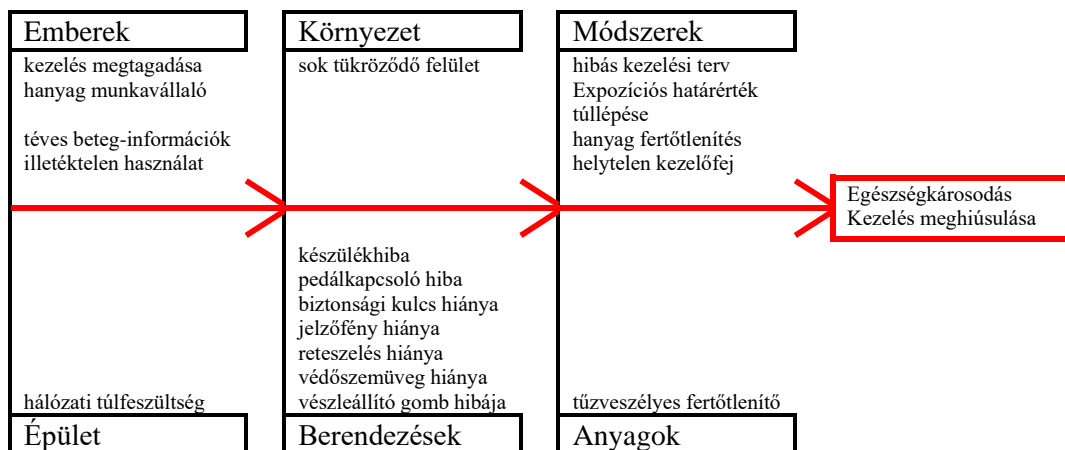 Emberek
kezelés megtagadása
hanyag munkavállaló
téves beteg-információk
illetéktelen használat
Környezet
sok tükröződő felület
Módszerek
hibás kezelési terv
Expozíciós határérték
túllépése
hanyag fertőtlenítés
helytelen kezelőfej
Egészségkárosodás
Kezelés meghiúsulása
hálózati túlfeszültség
Épület
készülékhiba
pedálkapcsoló hiba
biztonsági kulcs hiánya
jelzőfény hiánya
reteszelés hiánya
védőszemüveg hiánya
vészleállító gomb hibája
Berendezések
tűzveszélyes fertőtlenítő
Anyagok